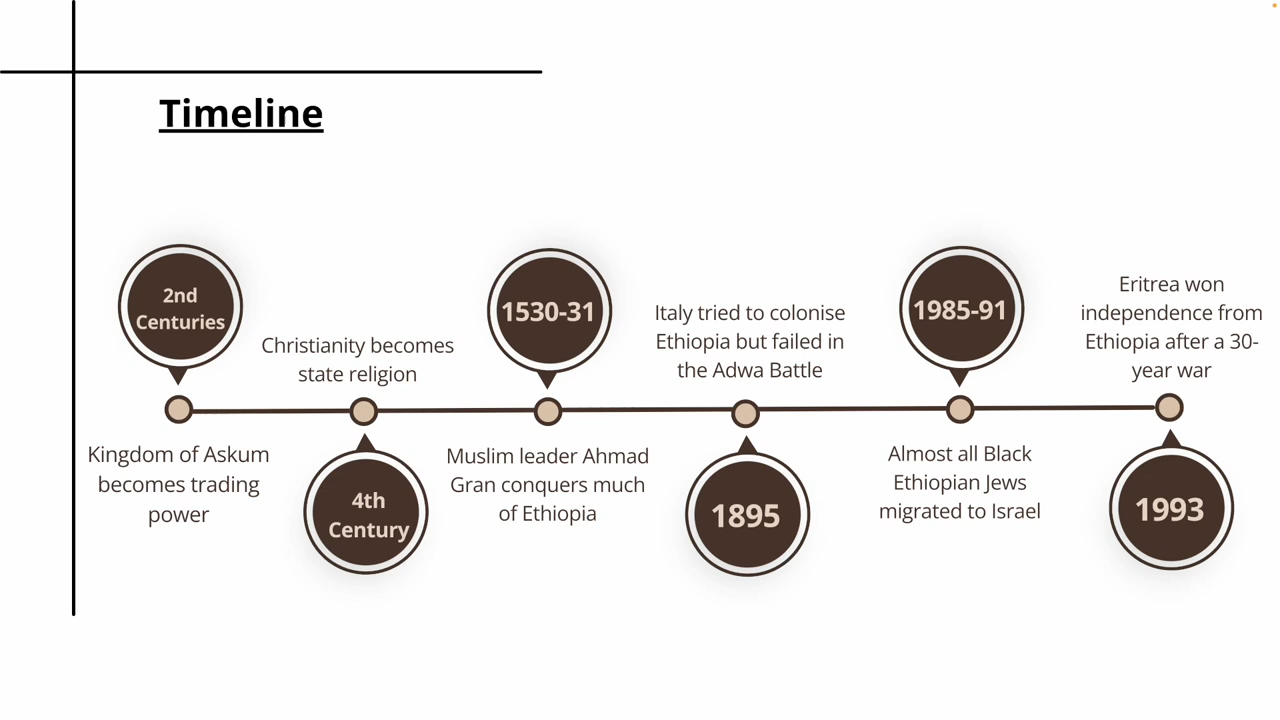 Timeline
2nd
Centuries
Kingdom of Askum
becomes trading
power
Christianity becomes
state religion
4th
Century
1530-31
Muslim leader Ahmad
Gran conquers much
of Ethiopia
Italy tried to colonise
Ethiopia but failed in
the Adwa Battle
1895
1985-91
Almost all Black
Ethiopian Jews
migrated to Israel
Eritrea won
independence from
Ethiopia after a 30-
year war
1993